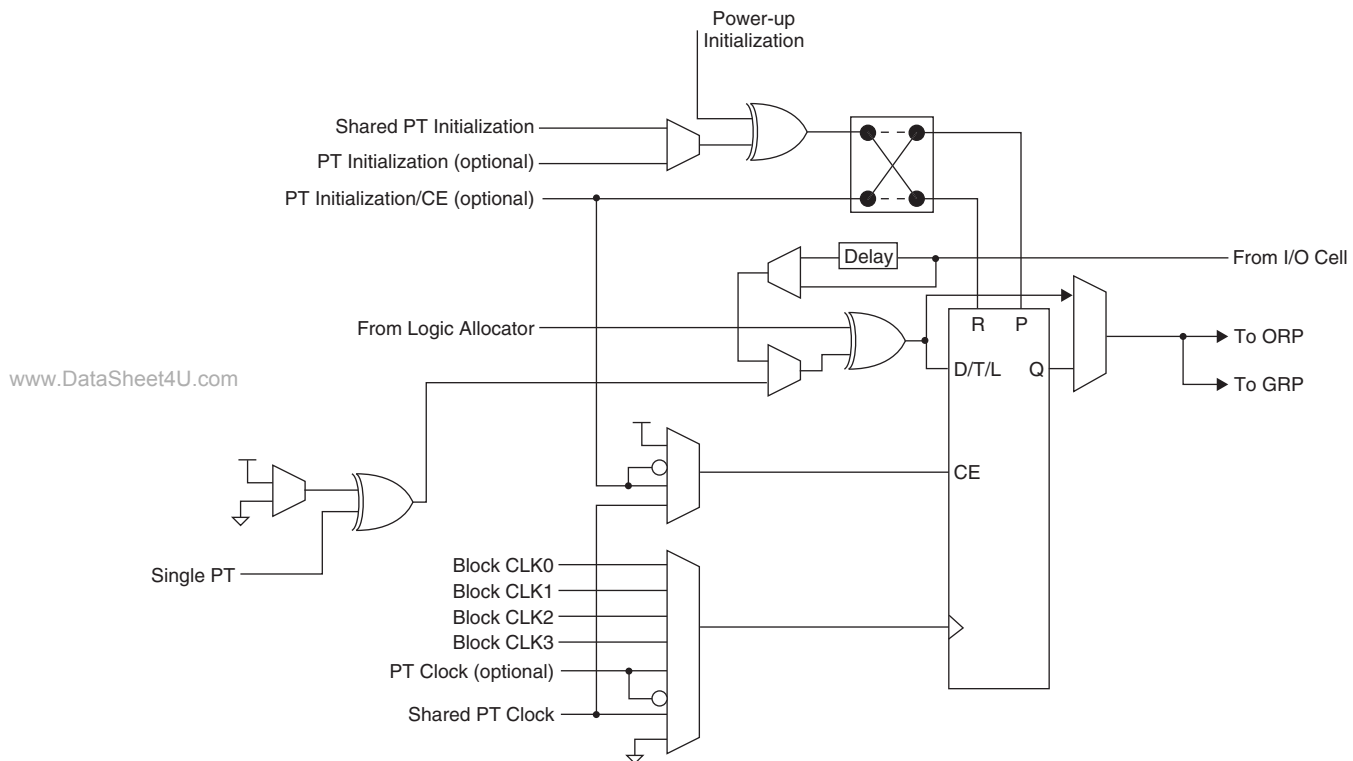 Power-up
Initialization
Shared PT Initialization
PT Initialization (optional)
PT Initialization/CE (optional)
Delay
From I/O Cell
From Logic Allocator
R
P
To ORP
www.DataSheet4U.com
D/T/L
Q
To GRP
CE
Block CLK0
Single PT
Block CLK1
Block CLK2
Block CLK3
PT Clock (optional)
Shared PT Clock